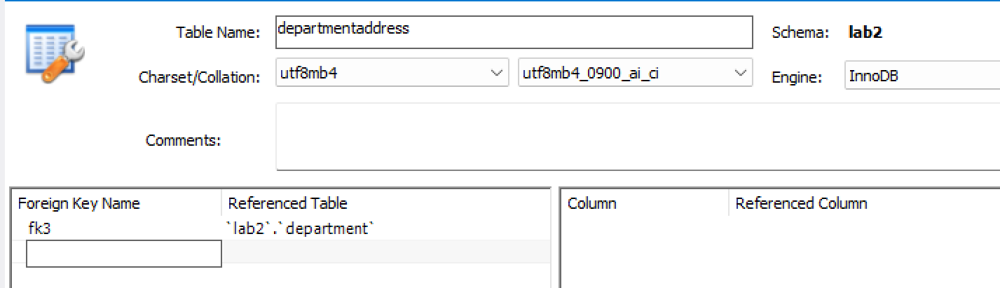 Table Name: departmentaddress Schema: lab2
Charset/Collation: utf8mb4 utf8mb4_0900_ai_ci Engine: InnoDB
Comments:
Foreign Key Name Referenced Table Column Referenced Column
fk3 `lab2`.`department`